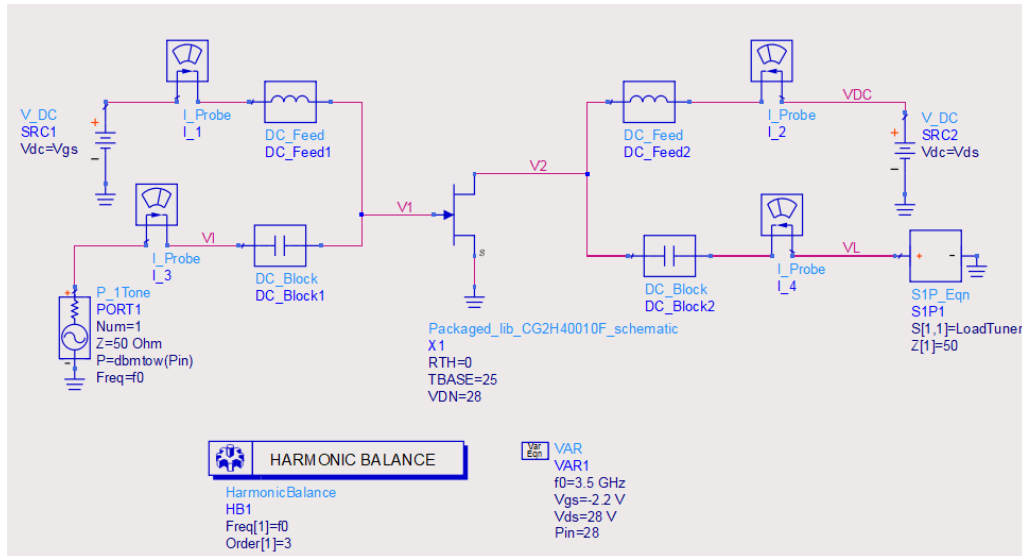 I_Probe
I_1
V_DC
SRC1
Vdc=Vgs
+
−
DC_Feed
DC_Feed1
I_Probe
I_3
VI
DC_Block
DC_Block1
V1
P_1Tone
PORT1
Num=1
Z=50 Ohm
P=dbmtow(Pin)
Freq=f0
+
-
V2
S
Packaged_lib_CG2H40010F_schematic
X1
RTH=0
TBASE=25
VDN=28
DC_Feed
DC_Feed2
I_Probe
I_2
VDC
V_DC
SRC2
Vdc=Vds
+
−
DC_Block
DC_Block2
I_Probe
I_4
VL
+ -
S1P_Eqn
S1P1
S[1,1]=LoadTuner
Z[1]=50
HARMONIC BALANCE
HarmonicBalance
HB1
Freq[1]=f0
Order[1]=3
Var
Eqn
VAR
VAR1
f0=3.5 GHz
Vgs=-2.2 V
Vds=28 V
Pin=28